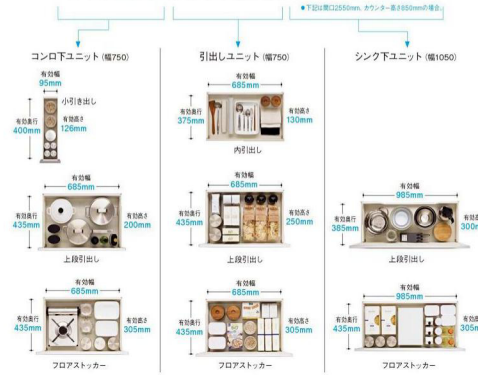 ●下記は間口2550mm、カウンター高さ850mmの場合。
コンロ下ユニット(幅750)
有効幅
95mm
小引き出し
有効奥行
400mm
有効高さ
126mm
有効幅
685mm
有効奥行
435mm
有効高さ
200mm
上段引出し
有効幅
685mm
有効奥行
435mm
有効高さ
305mm
フロアストッカー
引出しユニット(幅750)
有効幅
685mm
有効奥行
375mm
有効高さ
130mm
内引出し
有効幅
685mm
有効奥行
435mm
有効高さ
250mm
上段引出し
有効幅
685mm
有効奥行
435mm
有効高さ
305mm
フロアストッカー
シンク下ユニット(幅1050)
有効幅
985mm
有効奥行
385mm
有効高さ
300m
上段引出し
有効幅
985mm
有効奥行
435mm
有効高さ
305m
フロアストッカー